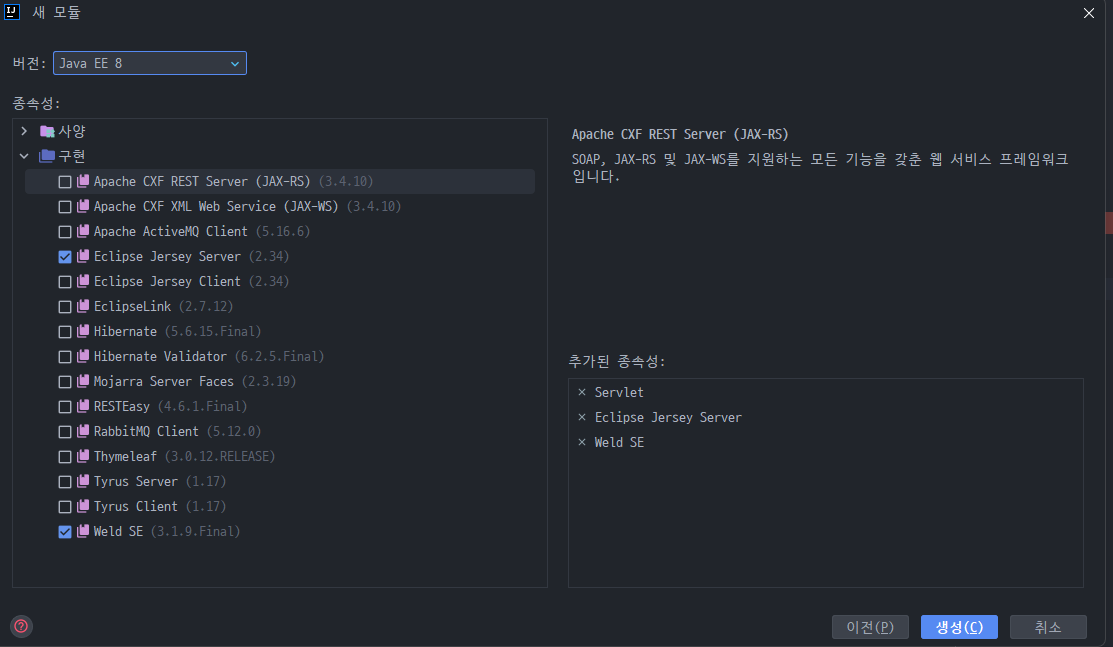 IJ
새 모듈
버전: Java EE 8
종속성:
사양
구현
Apache CXF REST Server (JAX-RS) (3.4.10)
Apache CXF XML Web Service (JAX-WS) (3.4.10)
Apache ActiveMQ Client (5.16.6)
Eclipse Jersey Server (2.34)
Eclipse Jersey Client (2.34)
EclipseLink (2.7.12)
Hibernate (5.6.15.Final)
Hibernate Validator (6.2.5.Final)
Mojarra Server Faces (2.3.19)
RESTEasy (4.6.1.Final)
RabbitMQ Client (5.12.0)
Thymeleaf (3.0.12.RELEASE)
Tyrus Server (1.17)
Tyrus Client (1.17)
Weld SE (3.1.9.Final)
Apache CXF REST Server (JAX-RS)
SOAP, JAX-RS 및 JAX-WS를 지원하는 모든 기능을 갖춘 웹 서비스 프레임워크
입니다.
추가된 종속성:
× Servlet
× Eclipse Jersey Server
× Weld SE
?
이전(P)
생성(C)
취소